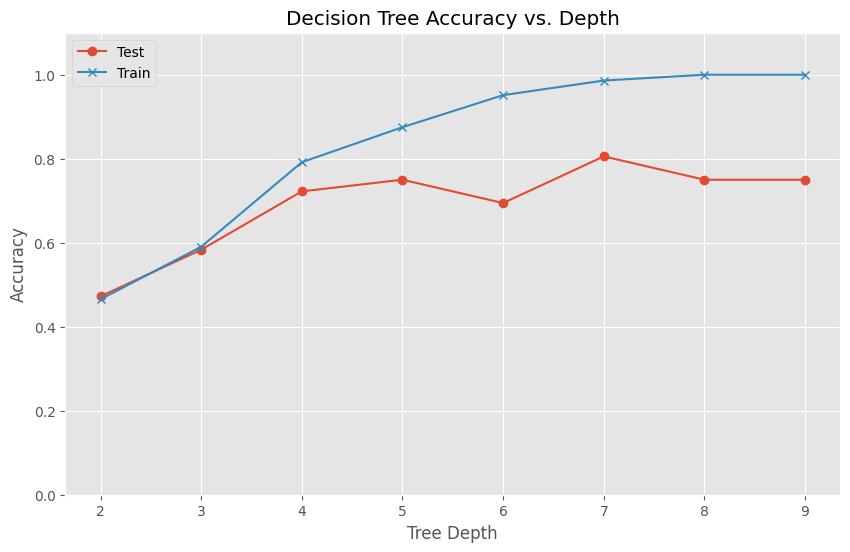 Decision Tree Accuracy vs. Depth
Test
Train
1.0
0.8
0.6
0.4
0.2
0.0
Accuracy
2 3 4 5 6 7 8 9
Tree Depth